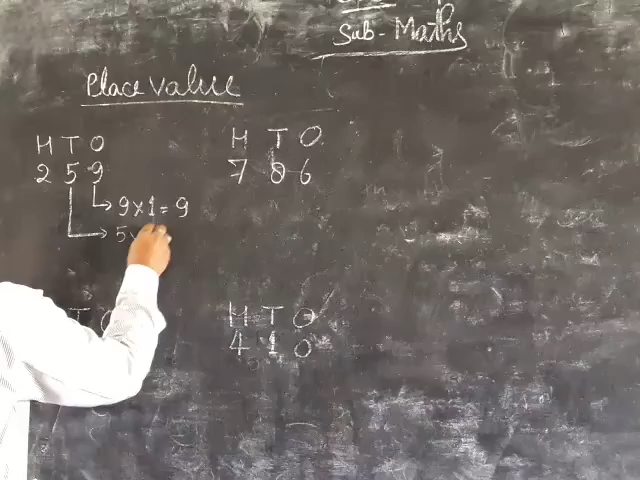 Sub- Maths
Place value
H T O
2 5 9
9 x 1 = 9
5 x
H T O
7 8 6
T O
H T O
4 1 0